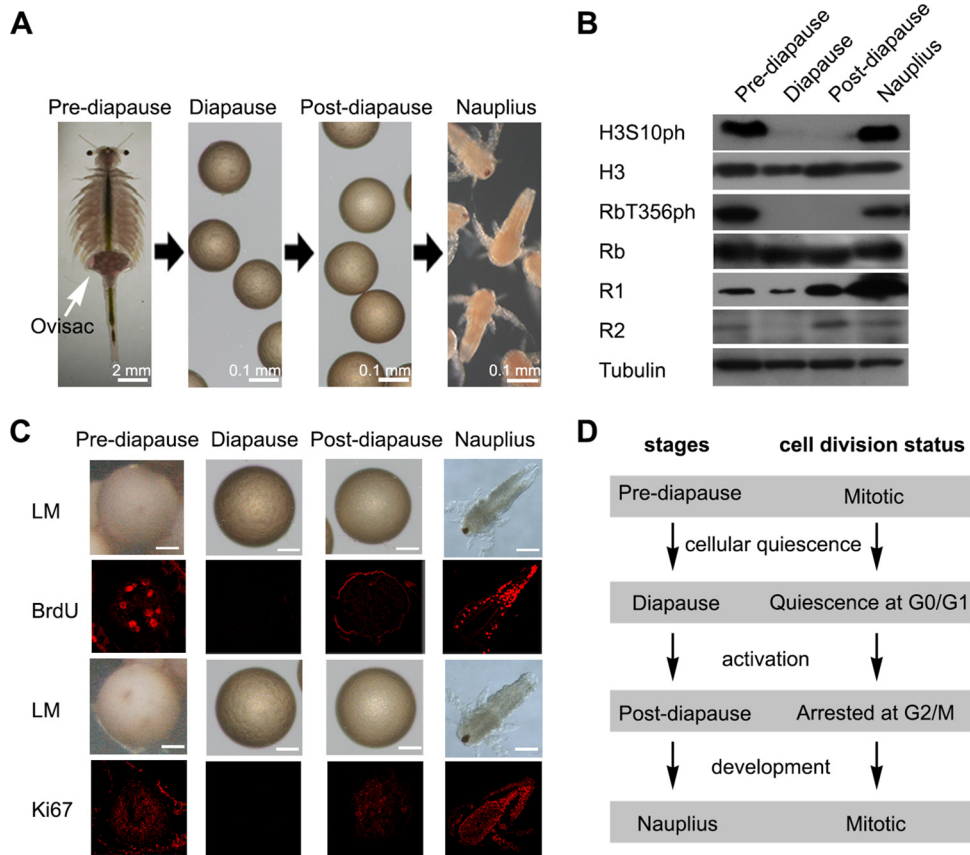 A
Pre-diapause Diapause Post-diapause Nauplius
Ovisac
2 mm 0.1 mm 0.1 mm 0.1 mm
B
Pre-diapause
Diapause
Post-diapause
Nauplius
H3S10ph
H3
RbT356ph
Rb
R1
R2
Tubulin
C
Pre-diapause Diapause Post-diapause Nauplius
LM
BrdU
LM
Ki67
D
stages cell division status
Pre-diapause Mitotic
cellular quiescence
Diapause Quiescence at G0/G1
activation
Post-diapause Arrested at G2/M
development
Nauplius Mitotic